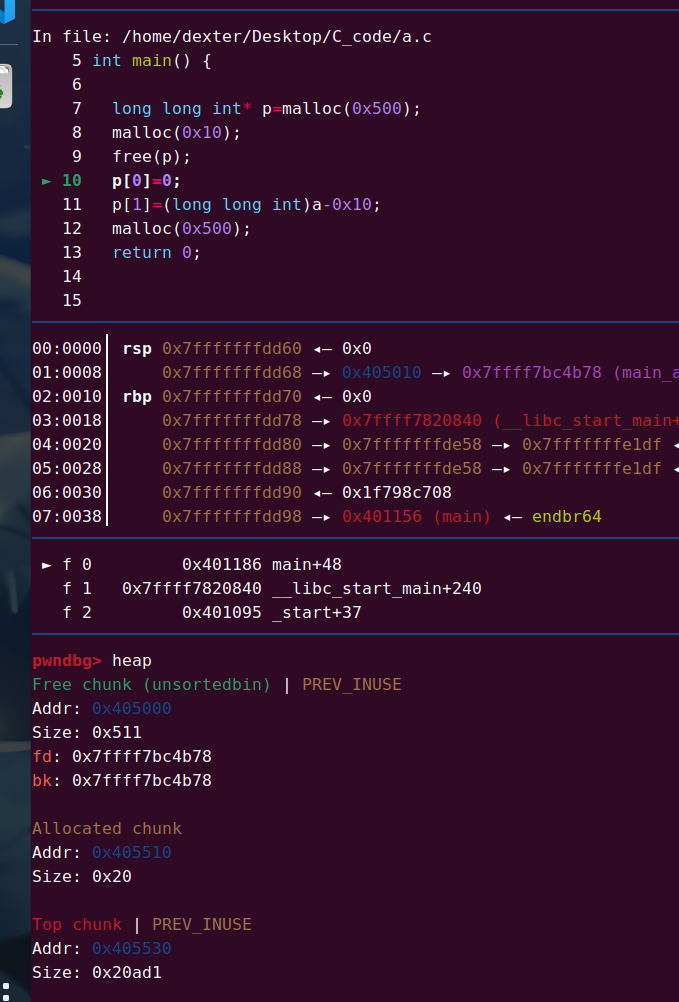 In file: /home/dexter/Desktop/C_code/a.c
5 int main() {
6
7 long long int* p=malloc(0x500);
8 malloc(0x10);
9 free(p);
► 10 p[0]=0;
11 p[1]=(long long int)a-0x10;
12 malloc(0x500);
13 return 0;
14
15
00:0000│ rsp 0x7fffffffdd60 ◂— 0x0
01:0008│ 0x7fffffffdd68 —▸ 0x405010 —▸ 0x7ffff7bc4b78 (main_a
02:0010│ rbp 0x7fffffffdd70 ◂— 0x0
03:0018│ 0x7fffffffdd78 —▸ 0x7ffff7820840 (__libc_start_main+
04:0020│ 0x7fffffffdd80 —▸ 0x7fffffffde58 —▸ 0x7fffffffe1df ◂
05:0028│ 0x7fffffffdd88 —▸ 0x7fffffffde58 —▸ 0x7fffffffe1df ◂
06:0030│ 0x7fffffffdd90 ◂— 0x1f798c708
07:0038│ 0x7fffffffdd98 —▸ 0x401156 (main) ◂— endbr64
► f 0 0x401186 main+48
f 1 0x7ffff7820840 __libc_start_main+240
f 2 0x401095 _start+37
pwndbg> heap
Free chunk (unsortedbin) | PREV_INUSE
Addr: 0x405000
Size: 0x511
fd: 0x7ffff7bc4b78
bk: 0x7ffff7bc4b78
Allocated chunk
Addr: 0x405510
Size: 0x20
Top chunk | PREV_INUSE
Addr: 0x405530
Size: 0x20ad1